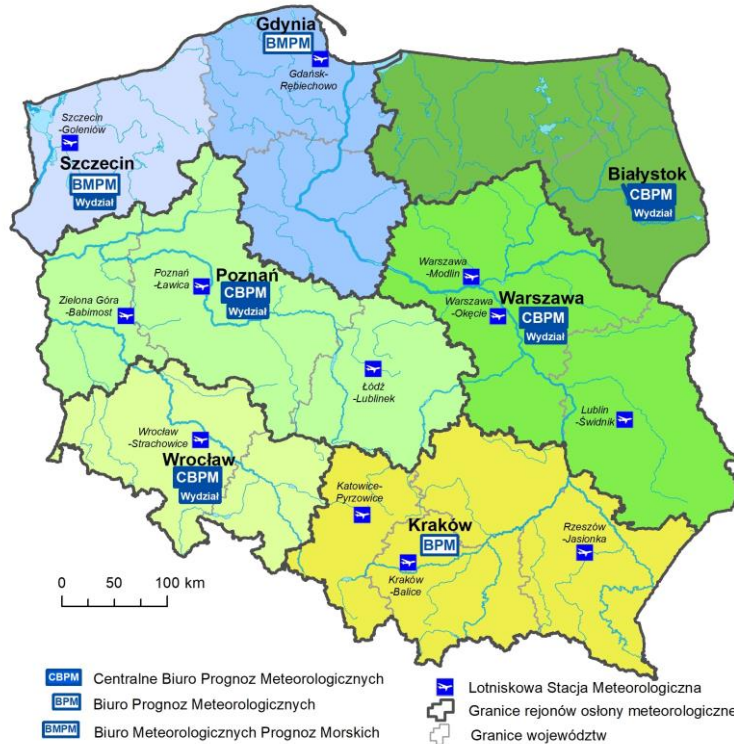 Gdynia
BMPM
Gdańsk-
Rębiechowo
Szczecin
-Goleniów
Szczecin
BMPM
Wydział
Białystok
CBPM
Wydział
Warszawa
-Modlin
Poznań
-Ławica
Poznań
CBPM
Wydział
Warszawa
CBPM
Wydział
Zielona Góra
-Babimost
Warszawa
-Okęcie
Łódź
-Lublinek
Lublin
-Świdnik
Wrocław
-Strachowice
Wrocław
CBPM
Wydział
Katowice-
Pyrzowice
Kraków
BPM
Rzeszów
-Jasionka
Kraków
-Balice
0 50 100 km
CBPM Centralne Biuro Prognoz Meteorologicznych
BPM Biuro Prognoz Meteorologicznych
BMPM Biuro Meteorologicznych Prognoz Morskich
Lotniskowa Stacja Meteorologiczna
Granice rejonów osłony meteorologicznej
Granice województw